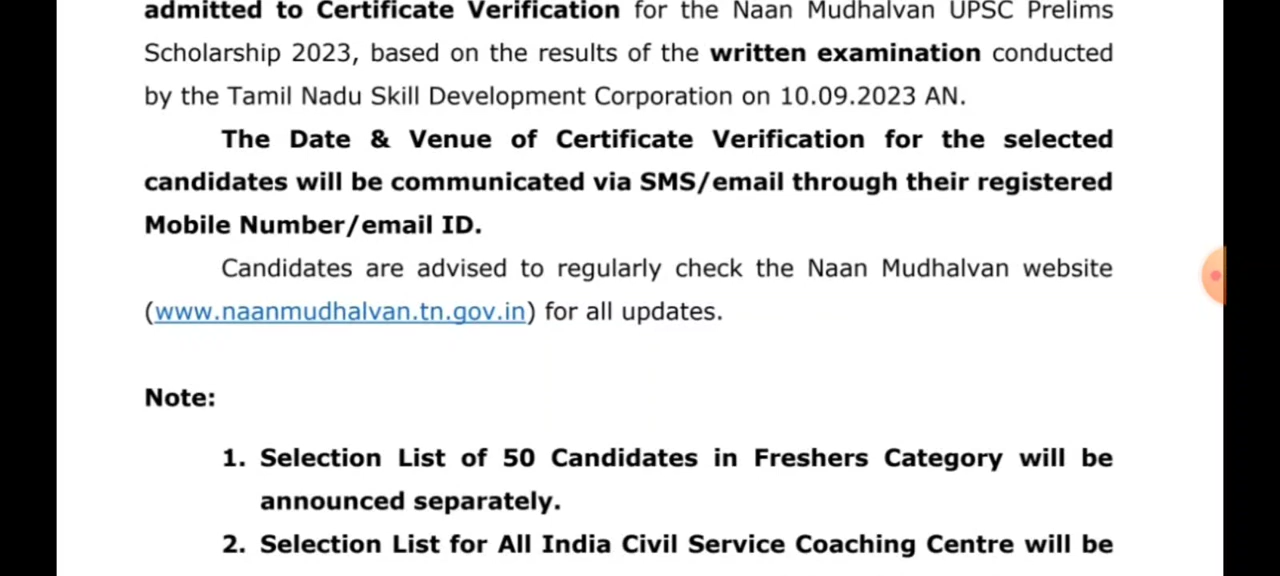 admitted to Certificate Verification for the Naan Mudhalvan UPSC Prelims
Scholarship 2023, based on the results of the written examination conducted
by the Tamil Nadu Skill Development Corporation on 10.09.2023 AN.
The Date & Venue of Certificate Verification for the selected
candidates will be communicated via SMS/email through their registered
Mobile Number/email ID.
Candidates are advised to regularly check the Naan Mudhalvan website
(www.naanmudhalvan.tn.gov.in) for all updates.
Note:
1. Selection List of 50 Candidates in Freshers Category will be
announced separately.
2. Selection List for All India Civil Service Coaching Centre will be